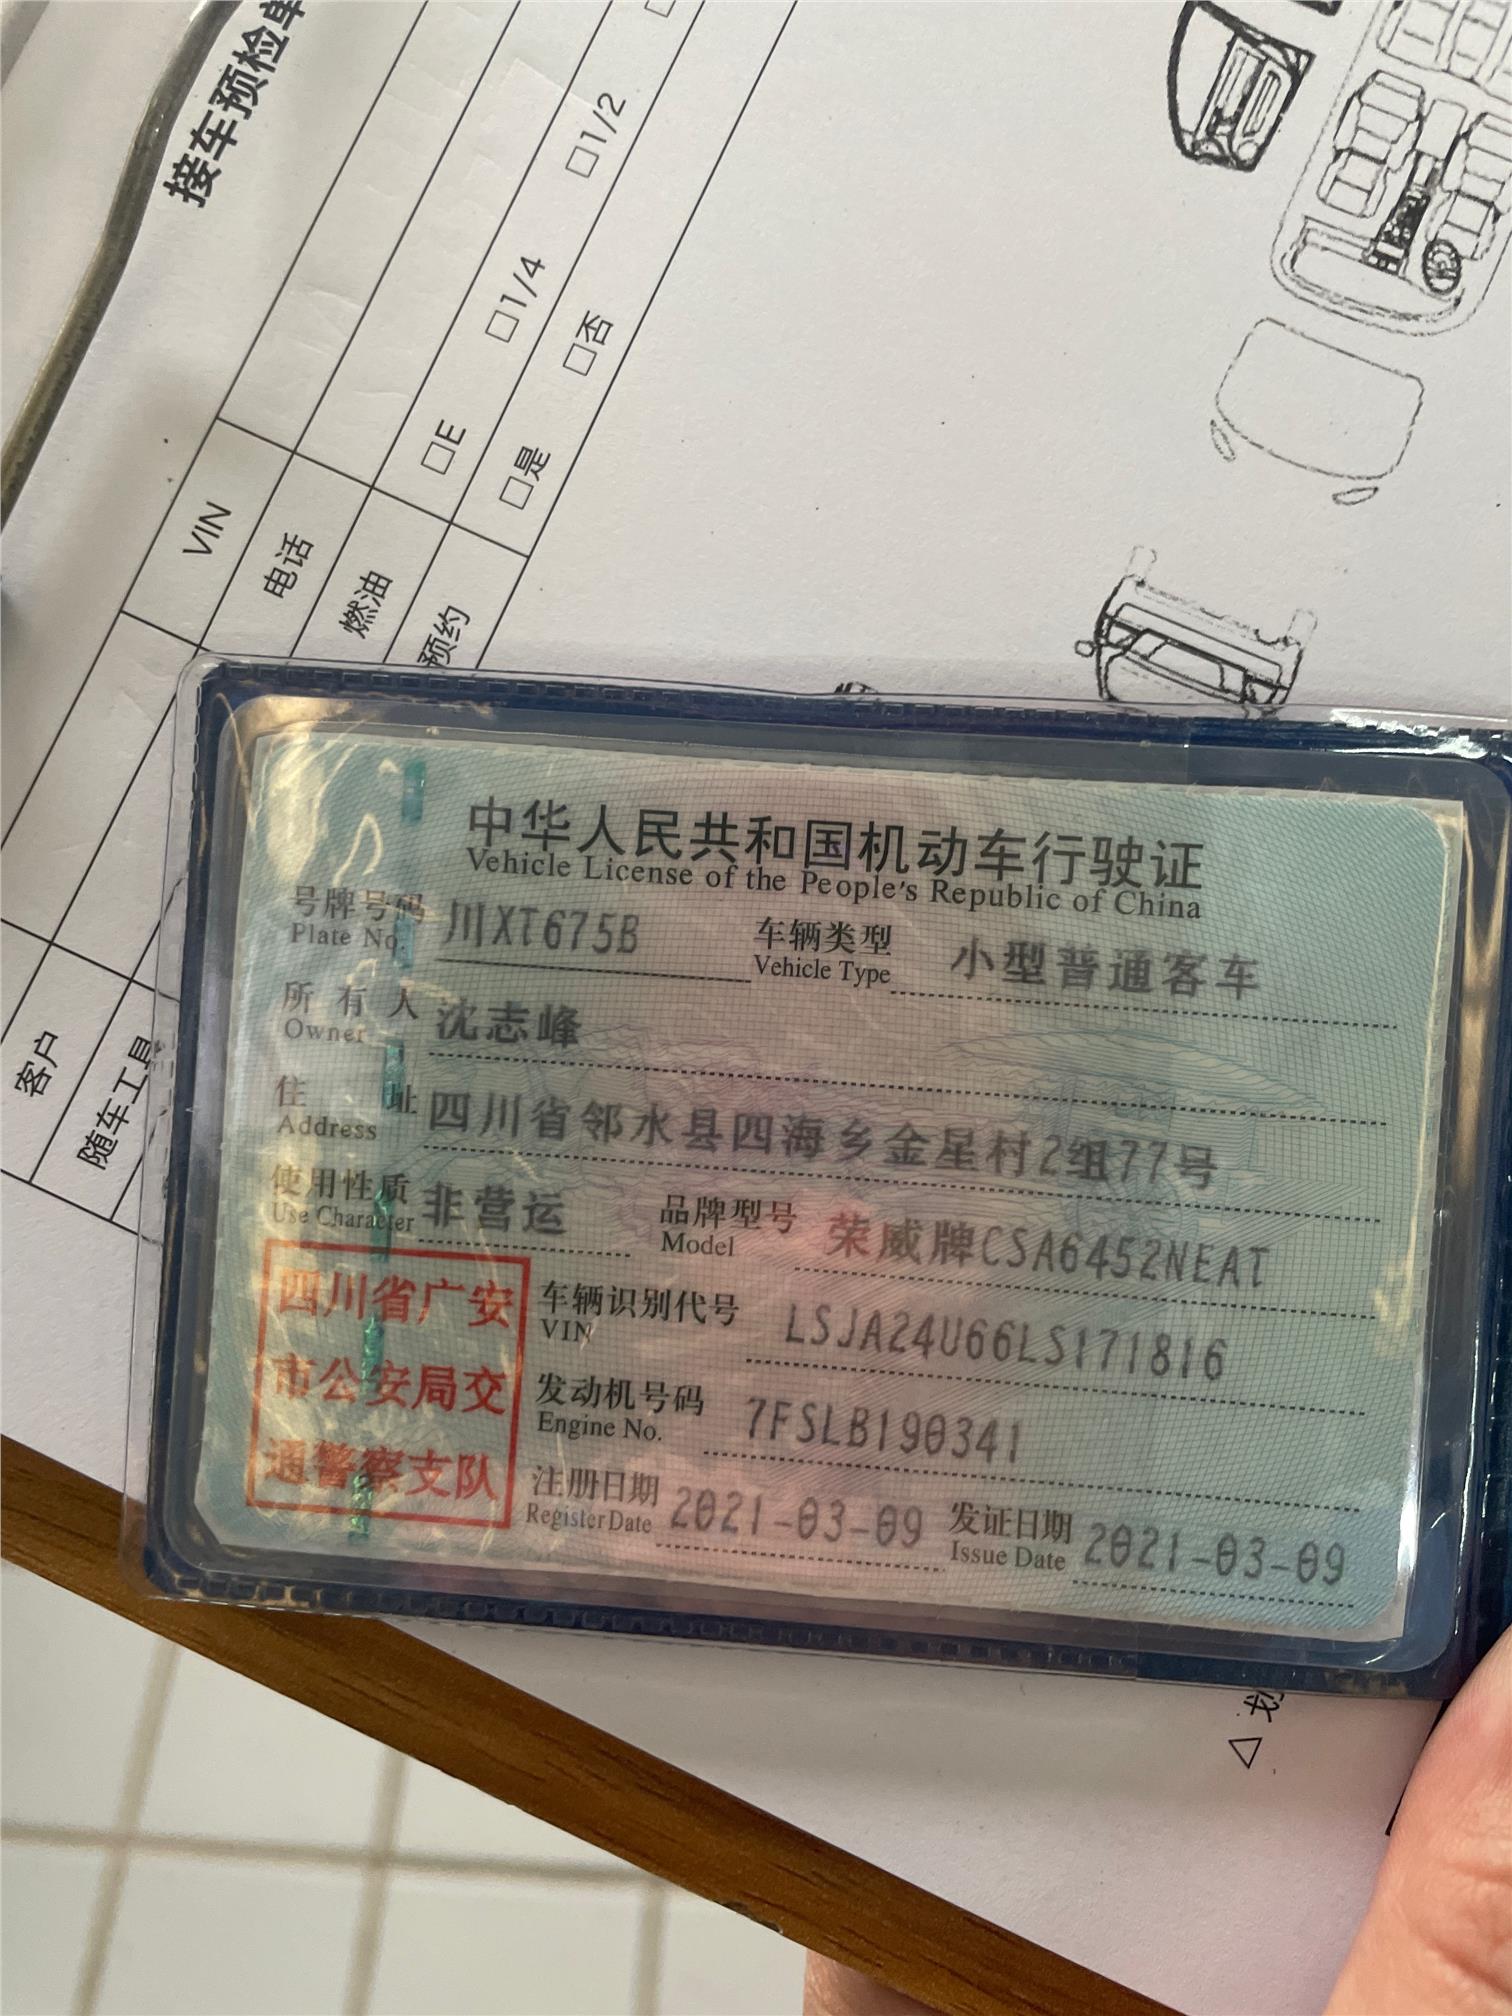 接车预检单
VIN
电话
燃油 □E □1/4 □1/2
预约 □是 □否
客户
随车工具
中华人民共和国机动车行驶证
Vehicle License of the People's Republic of China
号牌号码 川XT675B 车辆类型 小型普通客车
Plate No. Vehicle Type
所有人 沈志峰
Owner
住址 四川省邻水县四海乡金星村2组77号
Address
使用性质 非营运 品牌型号 荣威牌CSA6452NEAT
Use Character Model
四川省广安
市公安局交
通警察支队
车辆识别代号 LSJA24U66LS171816
VIN
发动机号码 7FSLB190341
Engine No.
注册日期 2021-03-09 发证日期 2021-03-09
Register Date Issue Date
△划